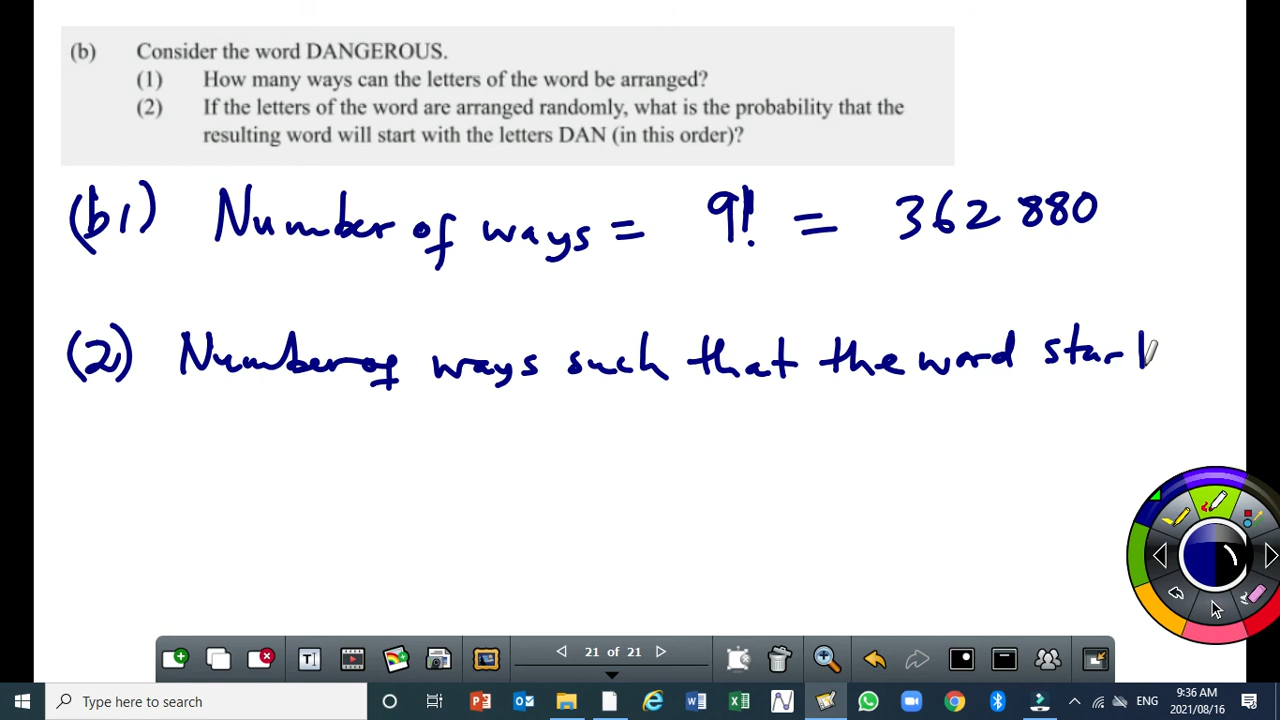 (b) Consider the word DANGEROUS.
(1) How many ways can the letters of the word be arranged?
(2) If the letters of the word are arranged randomly, what is the probability that the
resulting word will start with the letters DAN (in this order)?
(b1) Number of ways = 9! = 362 880
(2) Number of ways such that the word star
21 of 21
Type here to search
ENG
9:36 AM
2021/08/16